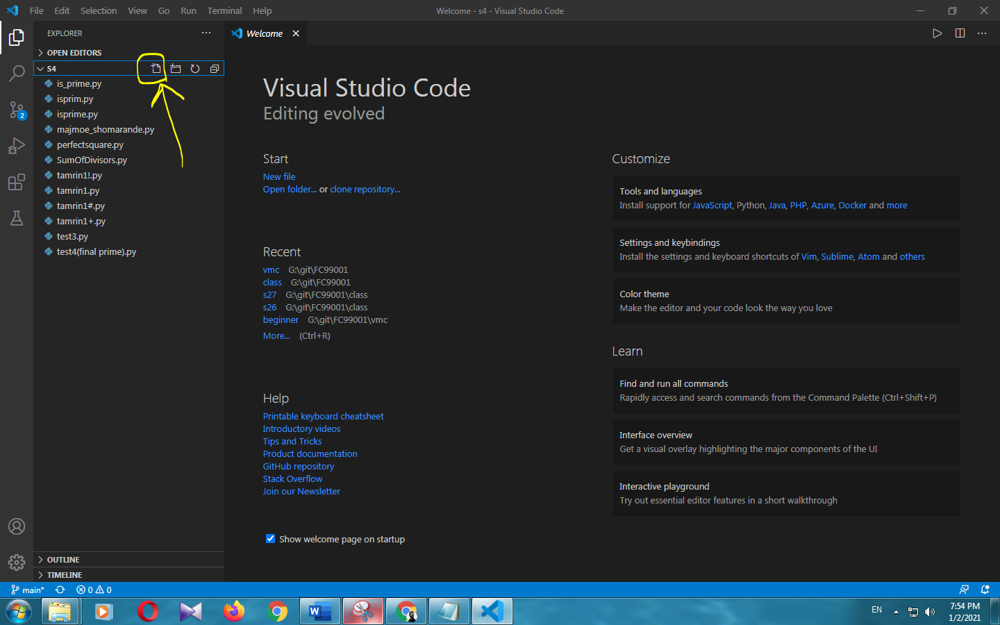 File Edit Selection View Go Run Terminal Help
Welcome - s4 - Visual Studio Code
EXPLORER
Welcome
OPEN EDITORS
S4
is_prime.py
isprim.py
isprime.py
majmoe_shomarande.py
perfectsquare.py
SumOfDivisors.py
tamrin1!.py
tamrin1.py
tamrin1#.py
tamrin1+.py
test3.py
test4(final prime).py
2
OUTLINE
TIMELINE
Visual Studio Code
Editing evolved
Start
New file
Open folder... or clone repository...
Recent
vmc G:\git\FC99001
class G:\git\FC99001
s27 G:\git\FC99001\class
s26 G:\git\FC99001\class
beginner G:\git\FC99001\vmc
More... (Ctrl+R)
Help
Printable keyboard cheatsheet
Introductory videos
Tips and Tricks
Product documentation
GitHub repository
Stack Overflow
Join our Newsletter
Show welcome page on startup
Customize
Tools and languages
Install support for JavaScript, Python, Java, PHP, Azure, Docker and more
Settings and keybindings
Install the settings and keyboard shortcuts of Vim, Sublime, Atom and others
Color theme
Make the editor and your code look the way you love
Learn
Find and run all commands
Rapidly access and search commands from the Command Palette (Ctrl+Shift+P)
Interface overview
Get a visual overlay highlighting the major components of the UI
Interactive playground
Try out essential editor features in a short walkthrough
main* 0 0
W
EN
7:54 PM
1/2/2021